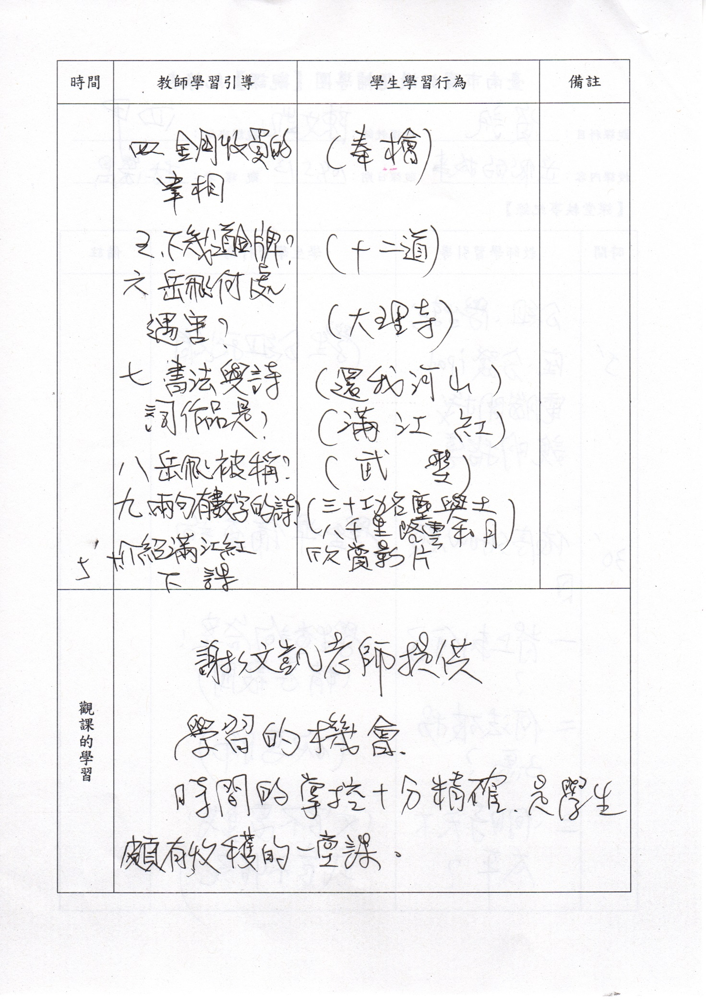 時間 教師學習引導 學生學習行為 備註
四 金國收買的 (秦檜)
宰相
五、下幾道金牌? (十二道)
六 岳飛何處
遇害? (大理寺)
七 書法與詩 (還我河山)
詞作品是? (滿江紅)
八 岳飛被稱? (武聖)
九、兩句有數字的詩 (三十功名塵與土
八千里路雲和月)
5' 十介紹滿江紅 欣賞影片
下課
觀課的學習
謝文凱老師提供
學習的機會.
時間的掌控十分精確、是學生
頗有收穫的一堂課。